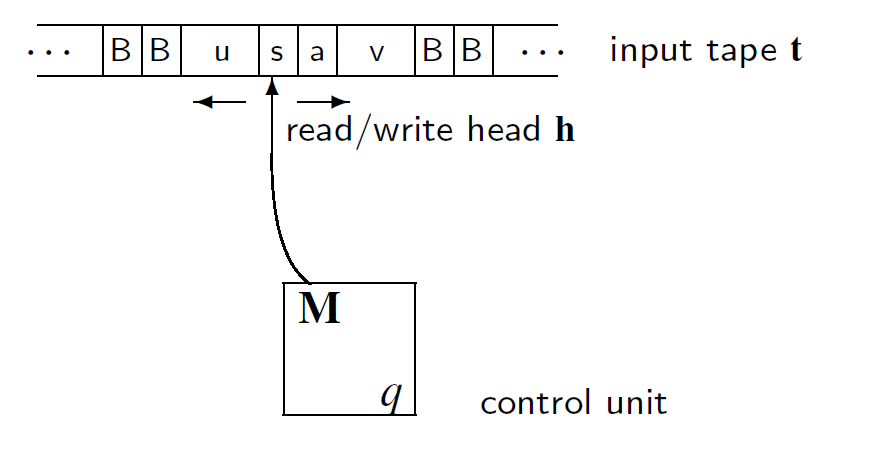 ··· B B u s a v B B ··· input tape t
read/write head h
M
q
control unit